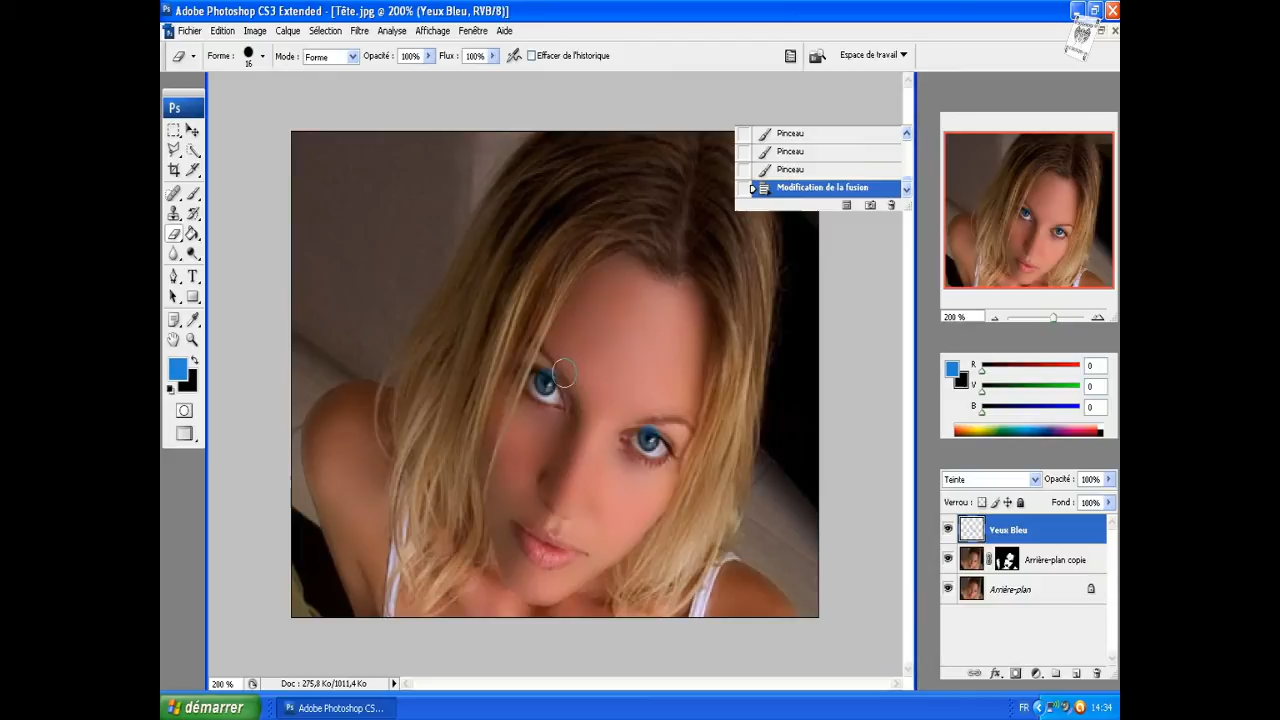 Adobe Photoshop CS3 Extended - [Tête.jpg @ 200% (Yeux Bleu, RVB/8)]
Fichier Edition Image Calque Sélection Filtre Analyse Affichage Fenêtre Aide
Forme : 16 Mode : Forme Opacité : 100% Flux : 100% Effacer de l'historique Espace de travail
Ps
Pinceau
Pinceau
Pinceau
Modification de la fusion
200 %
R 0
V 0
B 0
Teinte Opacité : 100%
Verrou : Fond : 100%
Yeux Bleu
Arrière-plan copie
Arrière-plan
200 % Doc : 275,8 Ko/1011,4 Ko
démarrer Adobe Photoshop CS... FR 14:34